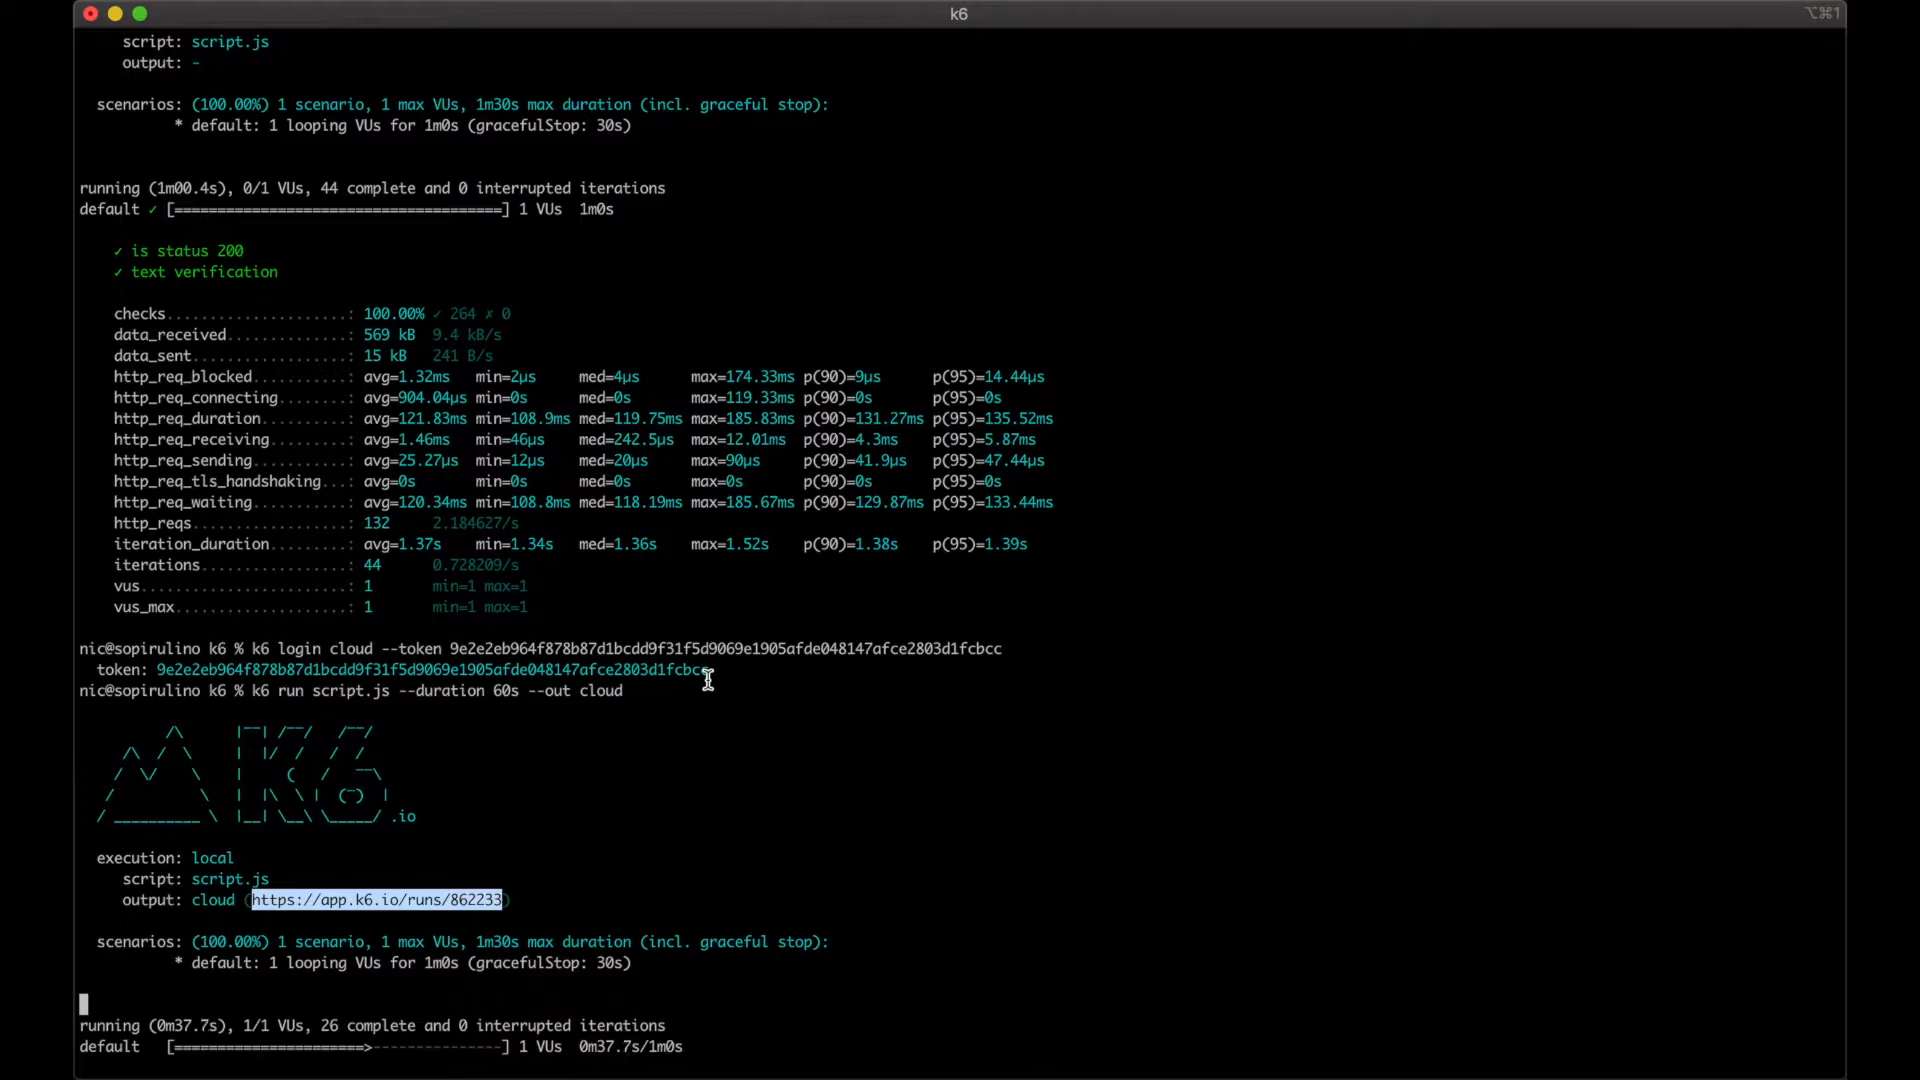 k6
⌥⌘1
script: script.js
output: -
scenarios: (100.00%) 1 scenario, 1 max VUs, 1m30s max duration (incl. graceful stop):
* default: 1 looping VUs for 1m0s (gracefulStop: 30s)
running (1m00.4s), 0/1 VUs, 44 complete and 0 interrupted iterations
default ✓ [======================================] 1 VUs  1m0s
✓ is status 200
✓ text verification
checks.....................: 100.00% ✓ 264 ✗ 0
data_received..............: 569 kB  9.4 kB/s
data_sent..................: 15 kB   241 B/s
http_req_blocked...........: avg=1.32ms   min=2µs     med=4µs      max=174.33ms p(90)=9µs      p(95)=14.44µs
http_req_connecting........: avg=904.04µs min=0s      med=0s       max=119.33ms p(90)=0s       p(95)=0s
http_req_duration..........: avg=121.83ms min=108.9ms med=119.75ms max=185.83ms p(90)=131.27ms p(95)=135.52ms
http_req_receiving.........: avg=1.46ms   min=46µs    med=242.5µs  max=12.01ms  p(90)=4.3ms    p(95)=5.87ms
http_req_sending...........: avg=25.27µs  min=12µs    med=20µs     max=90µs     p(90)=41.9µs   p(95)=47.44µs
http_req_tls_handshaking...: avg=0s       min=0s      med=0s       max=0s       p(90)=0s       p(95)=0s
http_req_waiting...........: avg=120.34ms min=108.8ms med=118.19ms max=185.67ms p(90)=129.87ms p(95)=133.44ms
http_reqs..................: 132     2.184627/s
iteration_duration.........: avg=1.37s    min=1.34s   med=1.36s    max=1.52s    p(90)=1.38s    p(95)=1.39s
iterations.................: 44      0.728209/s
vus........................: 1       min=1 max=1
vus_max....................: 1       min=1 max=1
nic@sopirulino k6 % k6 login cloud --token 9e2e2eb964f878b87d1bcdd9f31f5d9069e1905afde048147afce2803d1fcbcc
token: 9e2e2eb964f878b87d1bcdd9f31f5d9069e1905afde048147afce2803d1fcbcc
nic@sopirulino k6 % k6 run script.js --duration 60s --out cloud
K6 .io
execution: local
script: script.js
output: cloud (https://app.k6.io/runs/862233)
scenarios: (100.00%) 1 scenario, 1 max VUs, 1m30s max duration (incl. graceful stop):
* default: 1 looping VUs for 1m0s (gracefulStop: 30s)
running (0m37.7s), 1/1 VUs, 26 complete and 0 interrupted iterations
default   [======================>---------------] 1 VUs  0m37.7s/1m0s